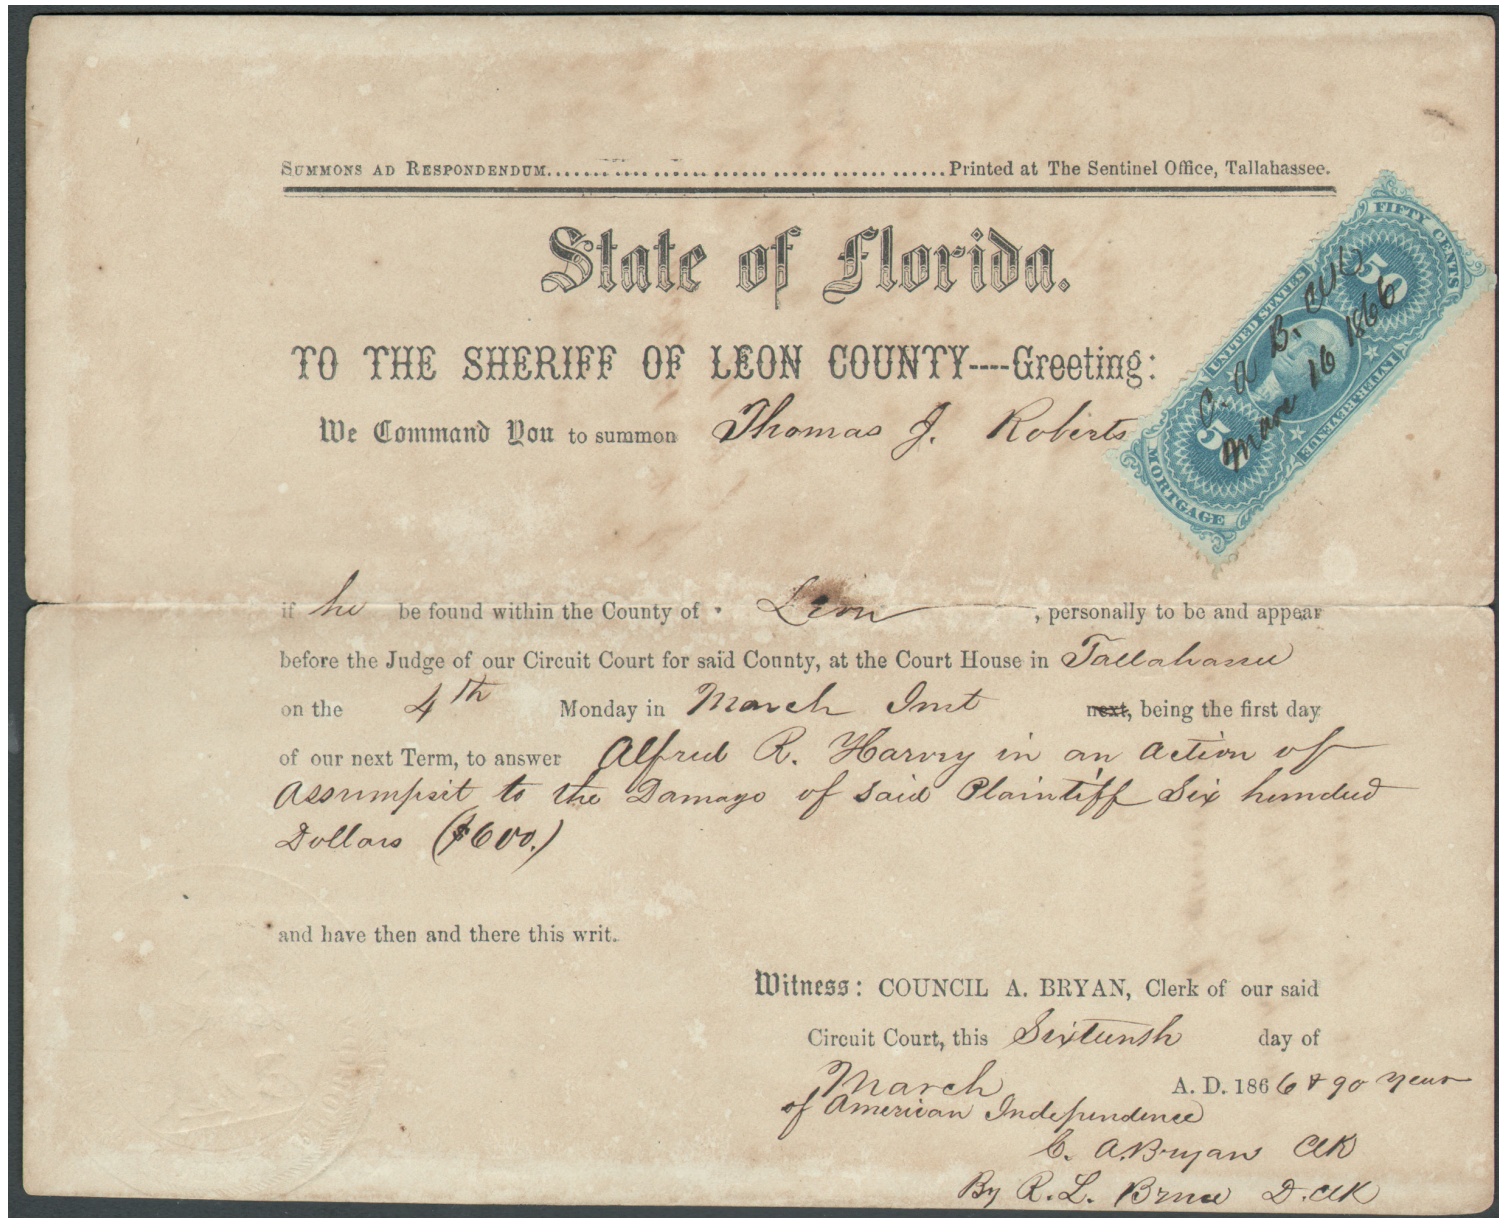 SUMMONS AD RESPONDENDUM.......................................Printed at The Sentinel Office, Tallahassee.
State of Florida.
TO THE SHERIFF OF LEON COUNTY----Greeting:
We Command You to summon Thomas J. Roberts
FIFTY CENTS
50
UNITED STATES
INTER. REVENUE
50
MORTGAGE
C. A B. Clk
Mar 16 1866
if he be found within the County of Leon, personally to be and appear
before the Judge of our Circuit Court for said County, at the Court House in Tallahassee
on the 4th Monday in March Inst next, being the first day
of our next Term, to answer Alfred R. Harvey in an action of
Assumpsit to the Damage of said Plaintiff Six hundred
Dollars ($600.)
and have then and there this writ.
Witness: COUNCIL A. BRYAN, Clerk of our said
Circuit Court, this Sixteenth day of
March A. D. 1866 & 90 year
of American Independence
C. A. Bryan Clk
By R. L. Bruce D. Clk